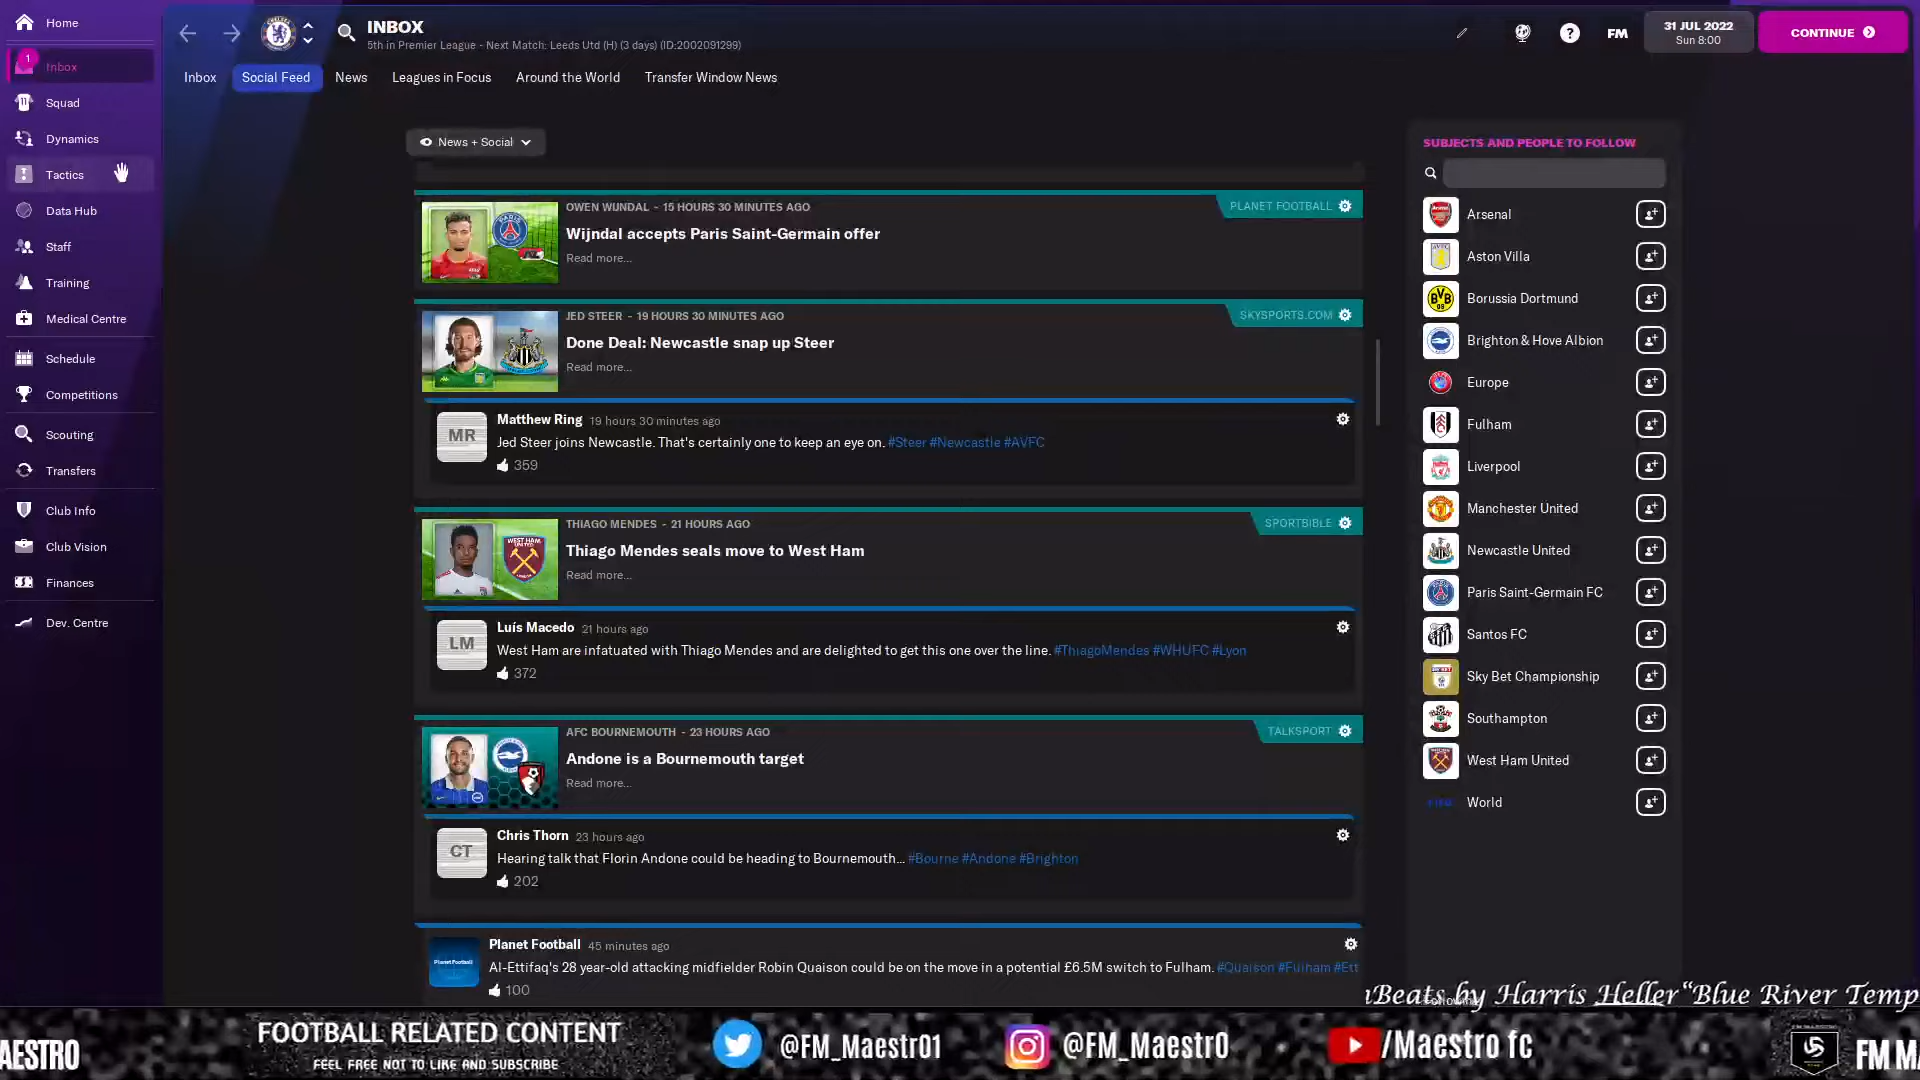 Home
1
Inbox
Squad
Dynamics
Tactics
Data Hub
Staff
Training
Medical Centre
Schedule
Competitions
Scouting
Transfers
Club Info
Club Vision
Finances
Dev. Centre
INBOX
5th in Premier League - Next Match: Leeds Utd (H) (3 days) (ID:2002091299)
FM
31 JUL 2022
Sun 8:00
CONTINUE
Inbox Social Feed News Leagues in Focus Around the World Transfer Window News
News + Social
OWEN WIJNDAL - 15 HOURS 30 MINUTES AGO
PLANET FOOTBALL
Wijndal accepts Paris Saint-Germain offer
Read more...
JED STEER - 19 HOURS 30 MINUTES AGO
SKYSPORTS.COM
Done Deal: Newcastle snap up Steer
Read more...
Matthew Ring 19 hours 30 minutes ago
MR
Jed Steer joins Newcastle. That's certainly one to keep an eye on. #Steer #Newcastle #AVFC
359
THIAGO MENDES - 21 HOURS AGO
SPORTBIBLE
Thiago Mendes seals move to West Ham
Read more...
Luís Macedo 21 hours ago
LM
West Ham are infatuated with Thiago Mendes and are delighted to get this one over the line. #ThiagoMendes #WHUFC #Lyon
372
AFC BOURNEMOUTH - 23 HOURS AGO
TALKSPORT
Andone is a Bournemouth target
Read more...
Chris Thorn 23 hours ago
CT
Hearing talk that Florin Andone could be heading to Bournemouth... #Bourne #Andone #Brighton
202
Planet Football 45 minutes ago
Planet Football
Al-Ettifaq's 28 year-old attacking midfielder Robin Quaison could be on the move in a potential £6.5M switch to Fulham. #Quaison #Fulham #Ett
100
SUBJECTS AND PEOPLE TO FOLLOW
Arsenal
Aston Villa
Borussia Dortmund
Brighton & Hove Albion
Europe
Fulham
Liverpool
Manchester United
Newcastle United
Paris Saint-Germain FC
Santos FC
Sky Bet Championship
Southampton
West Ham United
World
Beats by Harris Heller "Blue River Temp
AESTRO
FOOTBALL RELATED CONTENT
FEEL FREE NOT TO LIKE AND SUBSCRIBE
@FM_Maestro1
@FM_Maestr0
/Maestro fc
FM MA